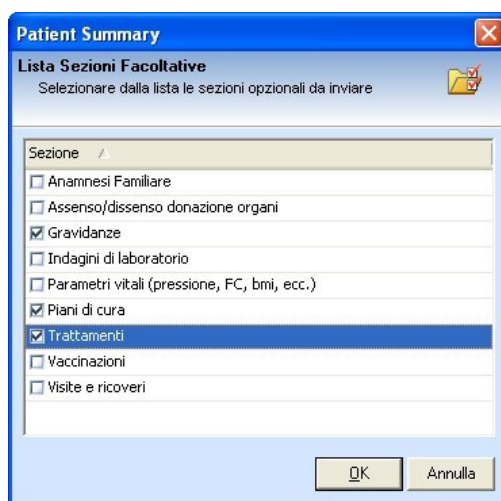 Patient Summary
Lista Sezioni Facoltative
Selezionare dalla lista le sezioni opzionali da inviare
Sezione
Anamnesi Familiare
Assenso/dissenso donazione organi
Gravidanze
Indagini di laboratorio
Parametri vitali (pressione, FC, bmi, ecc.)
Piani di cura
Trattamenti
Vaccinazioni
Visite e ricoveri
OK Annulla